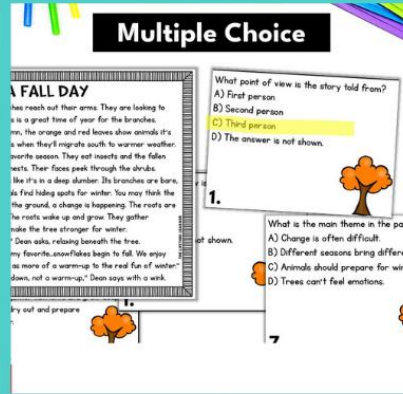 Multiple Choice
A FALL DAY
hes reach out their arms. They are looking to
s is a great time of year for the branches.
mn, the orange and red leaves show animals it's
s when they'll migrate south to warmer weather.
avorite season. They eat insects and the fallen
ests. Their faces peek through the shrubs.
like it's in a deep slumber. Its branches are bare,
als find hiding spots for winter. You may think the
the ground, a change is happening. The roots are
The roots wake up and grow. They gather
make the tree stronger for winter.
" Dean asks, relaxing beneath the tree.
my favorite...snowflakes begin to fall. We enjoy
as more of a warm-up to the real fun of winter."
down, not a warm-up," Dean says with a wink.
What point of view is the story told from?
A) First person
B) Second person
C) Third person
D) The answer is not shown.
1.
ot shown.
What is the main theme in the pa
A) Change is often difficult.
B) Different seasons bring differe
C) Animals should prepare for win
D) Trees can't feel emotions.
dry out and prepare